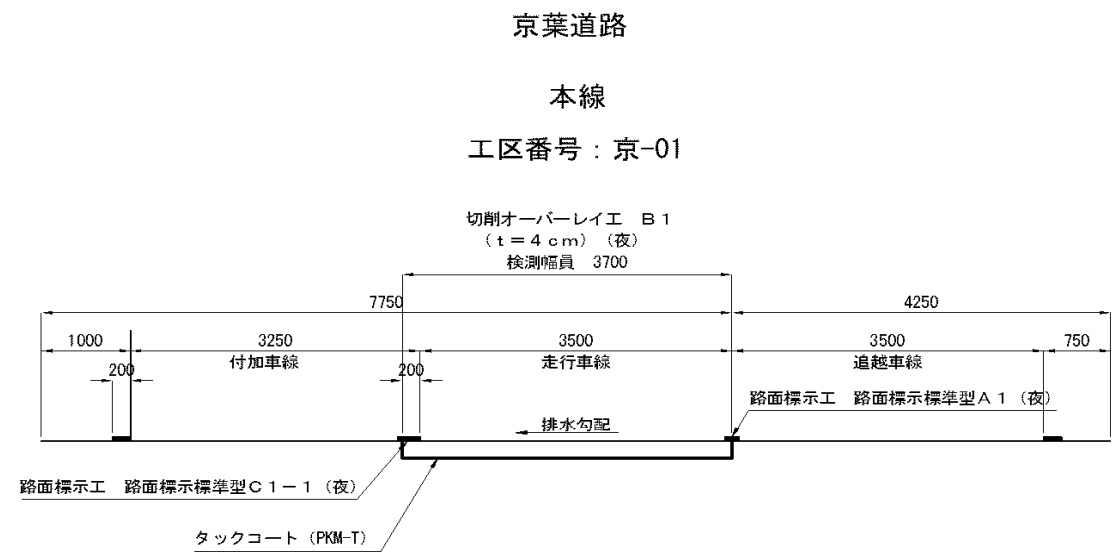 京葉道路
本線
工区番号：京-01
切削オーバーレイ工　Ｂ１
（ｔ＝４ｃｍ）（夜）
検測幅員　3700
7750
4250
1000
3250
3500
3500
750
付加車線
走行車線
追越車線
200
200
路面標示工　路面標示標準型Ａ１（夜）
排水勾配
路面標示工　路面標示標準型Ｃ１－１（夜）
タックコート（PKM-T）